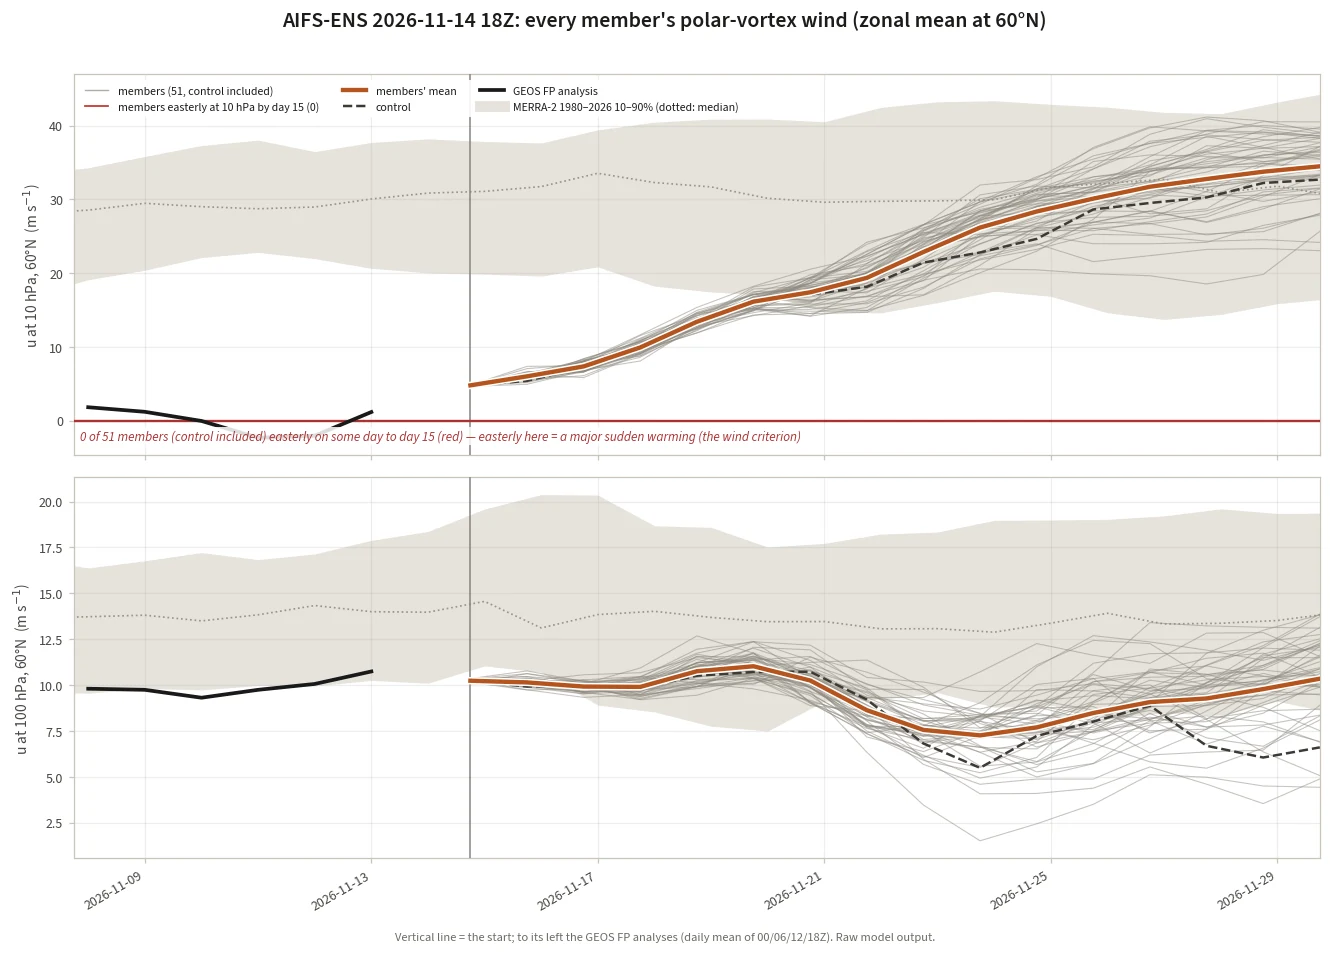 AIFS-ENS 2026-11-14 18Z: every member's polar-vortex wind (zonal mean at 60°N)
members (51, control included)
members easterly at 10 hPa by day 15 (0)
members' mean
control
GEOS FP analysis
MERRA-2 1980–2026 10–90% (dotted: median)
u at 10 hPa, 60°N (m s⁻¹)
40
30
20
10
0
0 of 51 members (control included) easterly on some day to day 15 (red) — easterly here = a major sudden warming (the wind criterion)
u at 100 hPa, 60°N (m s⁻¹)
20.0
17.5
15.0
12.5
10.0
7.5
5.0
2.5
2026-11-09
2026-11-13
2026-11-17
2026-11-21
2026-11-25
2026-11-29
Vertical line = the start; to its left the GEOS FP analyses (daily mean of 00/06/12/18Z). Raw model output.